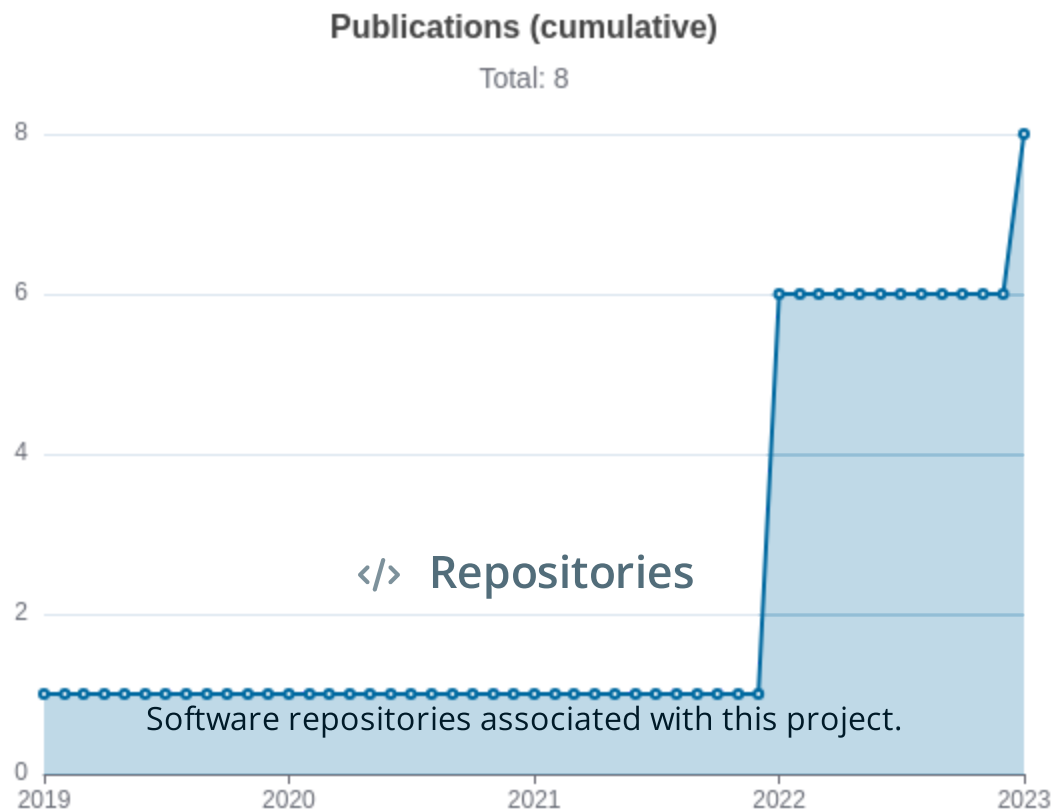 Publications (cumulative)
Total: 8
8
6
4
</> Repositories
2
Software repositories associated with this project.
0
2019 2020 2021 2022 2023